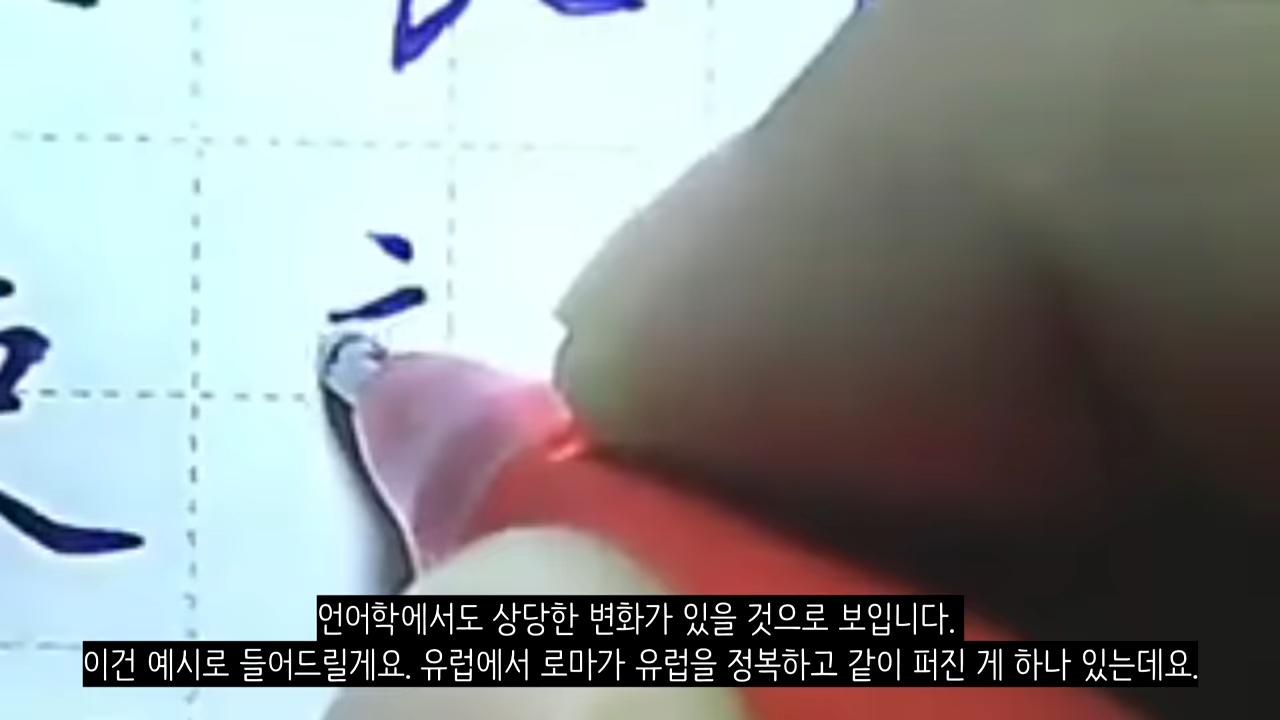 언어학에서도 상당한 변화가 있을 것으로 보입니다.
이건 예시로 들어드릴게요. 유럽에서 로마가 유럽을 정복하고 같이 퍼진 게 하나 있는데요.